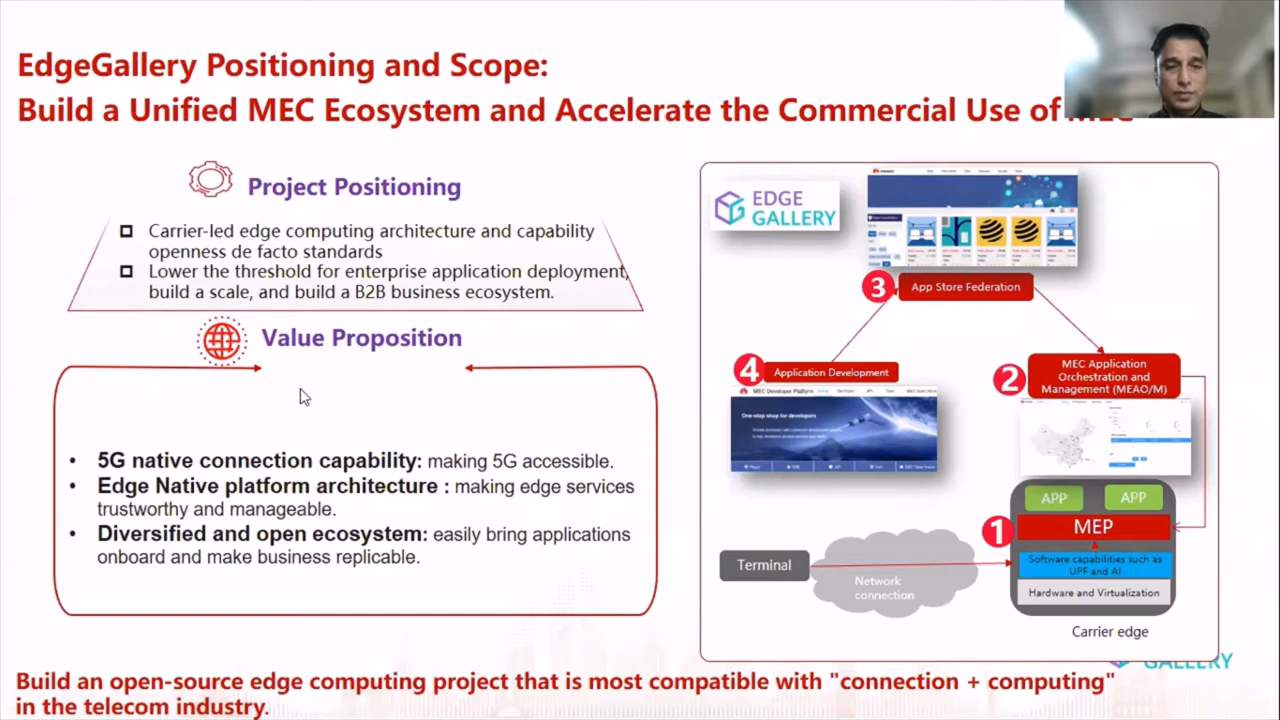 EdgeGallery Positioning and Scope:
Build a Unified MEC Ecosystem and Accelerate the Commercial Use of MEC
Project Positioning
Carrier-led edge computing architecture and capability
openness de facto standards
Lower the threshold for enterprise application deployment,
build a scale, and build a B2B business ecosystem.
Value Proposition
• 5G native connection capability: making 5G accessible.
• Edge Native platform architecture : making edge services
trustworthy and manageable.
• Diversified and open ecosystem: easily bring applications
onboard and make business replicable.
EDGE
GALLERY
3
App Store Federation
4
Application Development
MEC Developer Platform
One-stop shop for developers
2
MEC Application
Orchestration and
Management (MEAO/M)
APP
APP
1
MEP
Software capabilities such as
UPF and AI
Hardware and Virtualization
Terminal
Network
connection
Carrier edge
GALLERY
Build an open-source edge computing project that is most compatible with "connection + computing"
in the telecom industry.